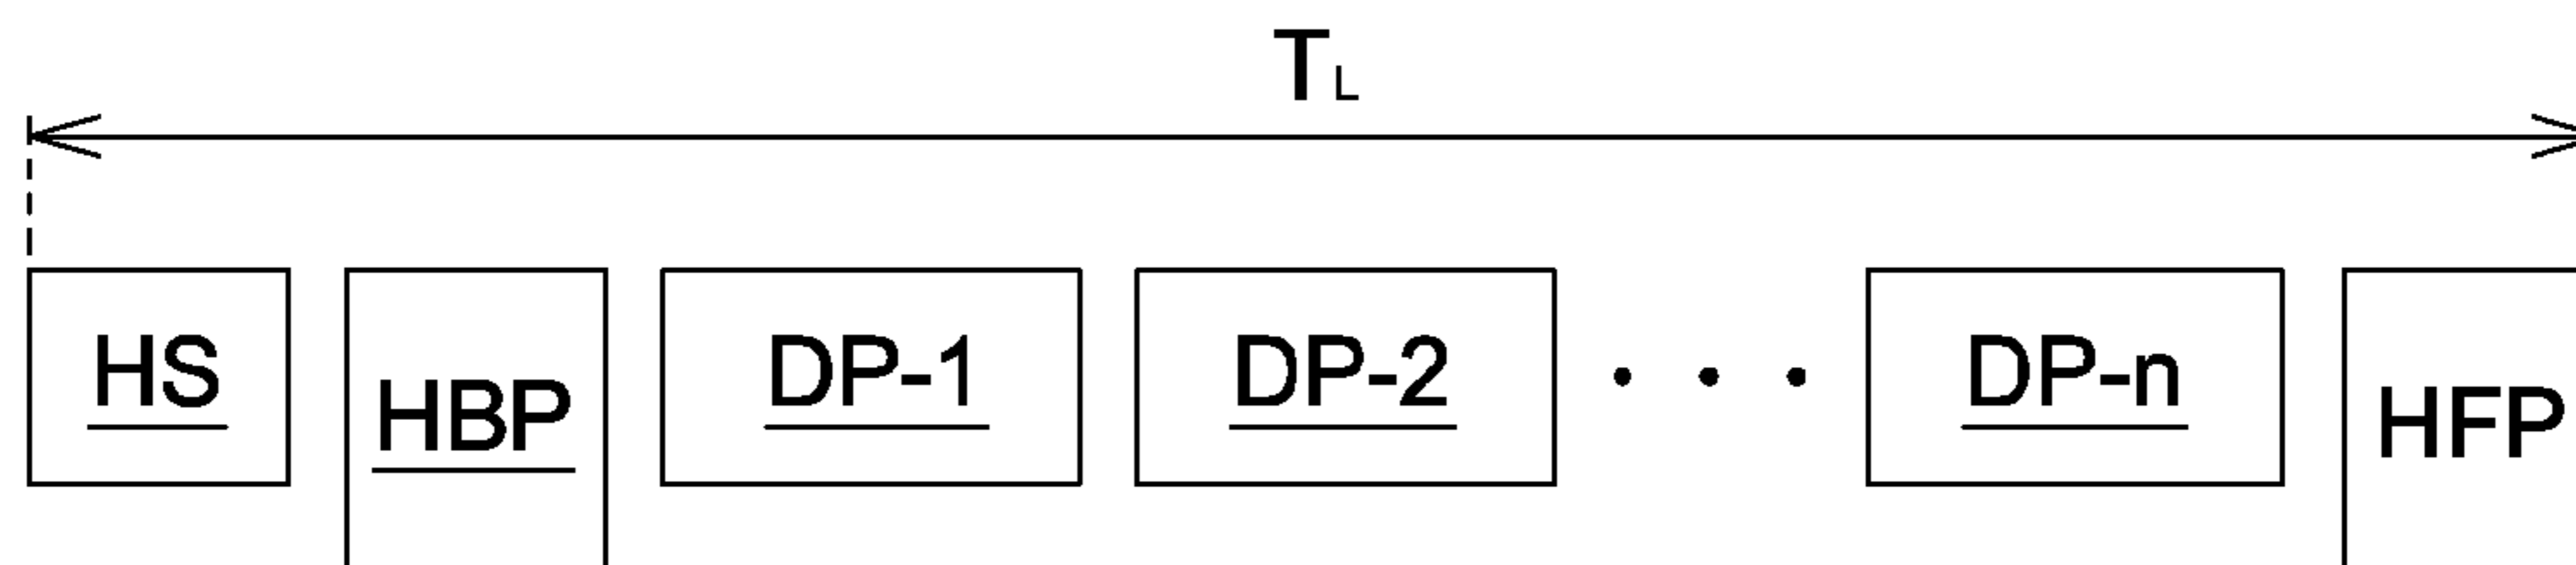 TL
HS HBP DP-1 DP-2 • • • DP-n HFP